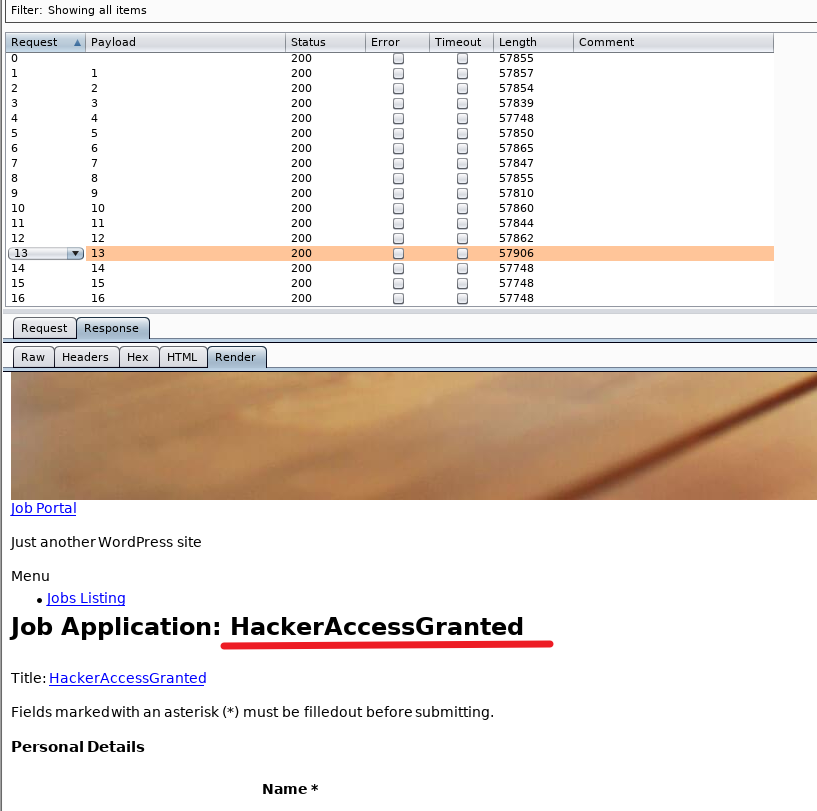 Filter: Showing all items
Request Payload Status Error Timeout Length Comment
0 200 57855
1 1 200 57857
2 2 200 57854
3 3 200 57839
4 4 200 57748
5 5 200 57850
6 6 200 57865
7 7 200 57847
8 8 200 57855
9 9 200 57810
10 10 200 57860
11 11 200 57844
12 12 200 57862
13 13 200 57906
14 14 200 57748
15 15 200 57748
16 16 200 57748
Request Response
Raw Headers Hex HTML Render
Job Portal
Just another WordPress site
Menu
Jobs Listing
Job Application: HackerAccessGranted
Title: HackerAccessGranted
Fields marked with an asterisk (*) must be filled out before submitting.
Personal Details
Name *